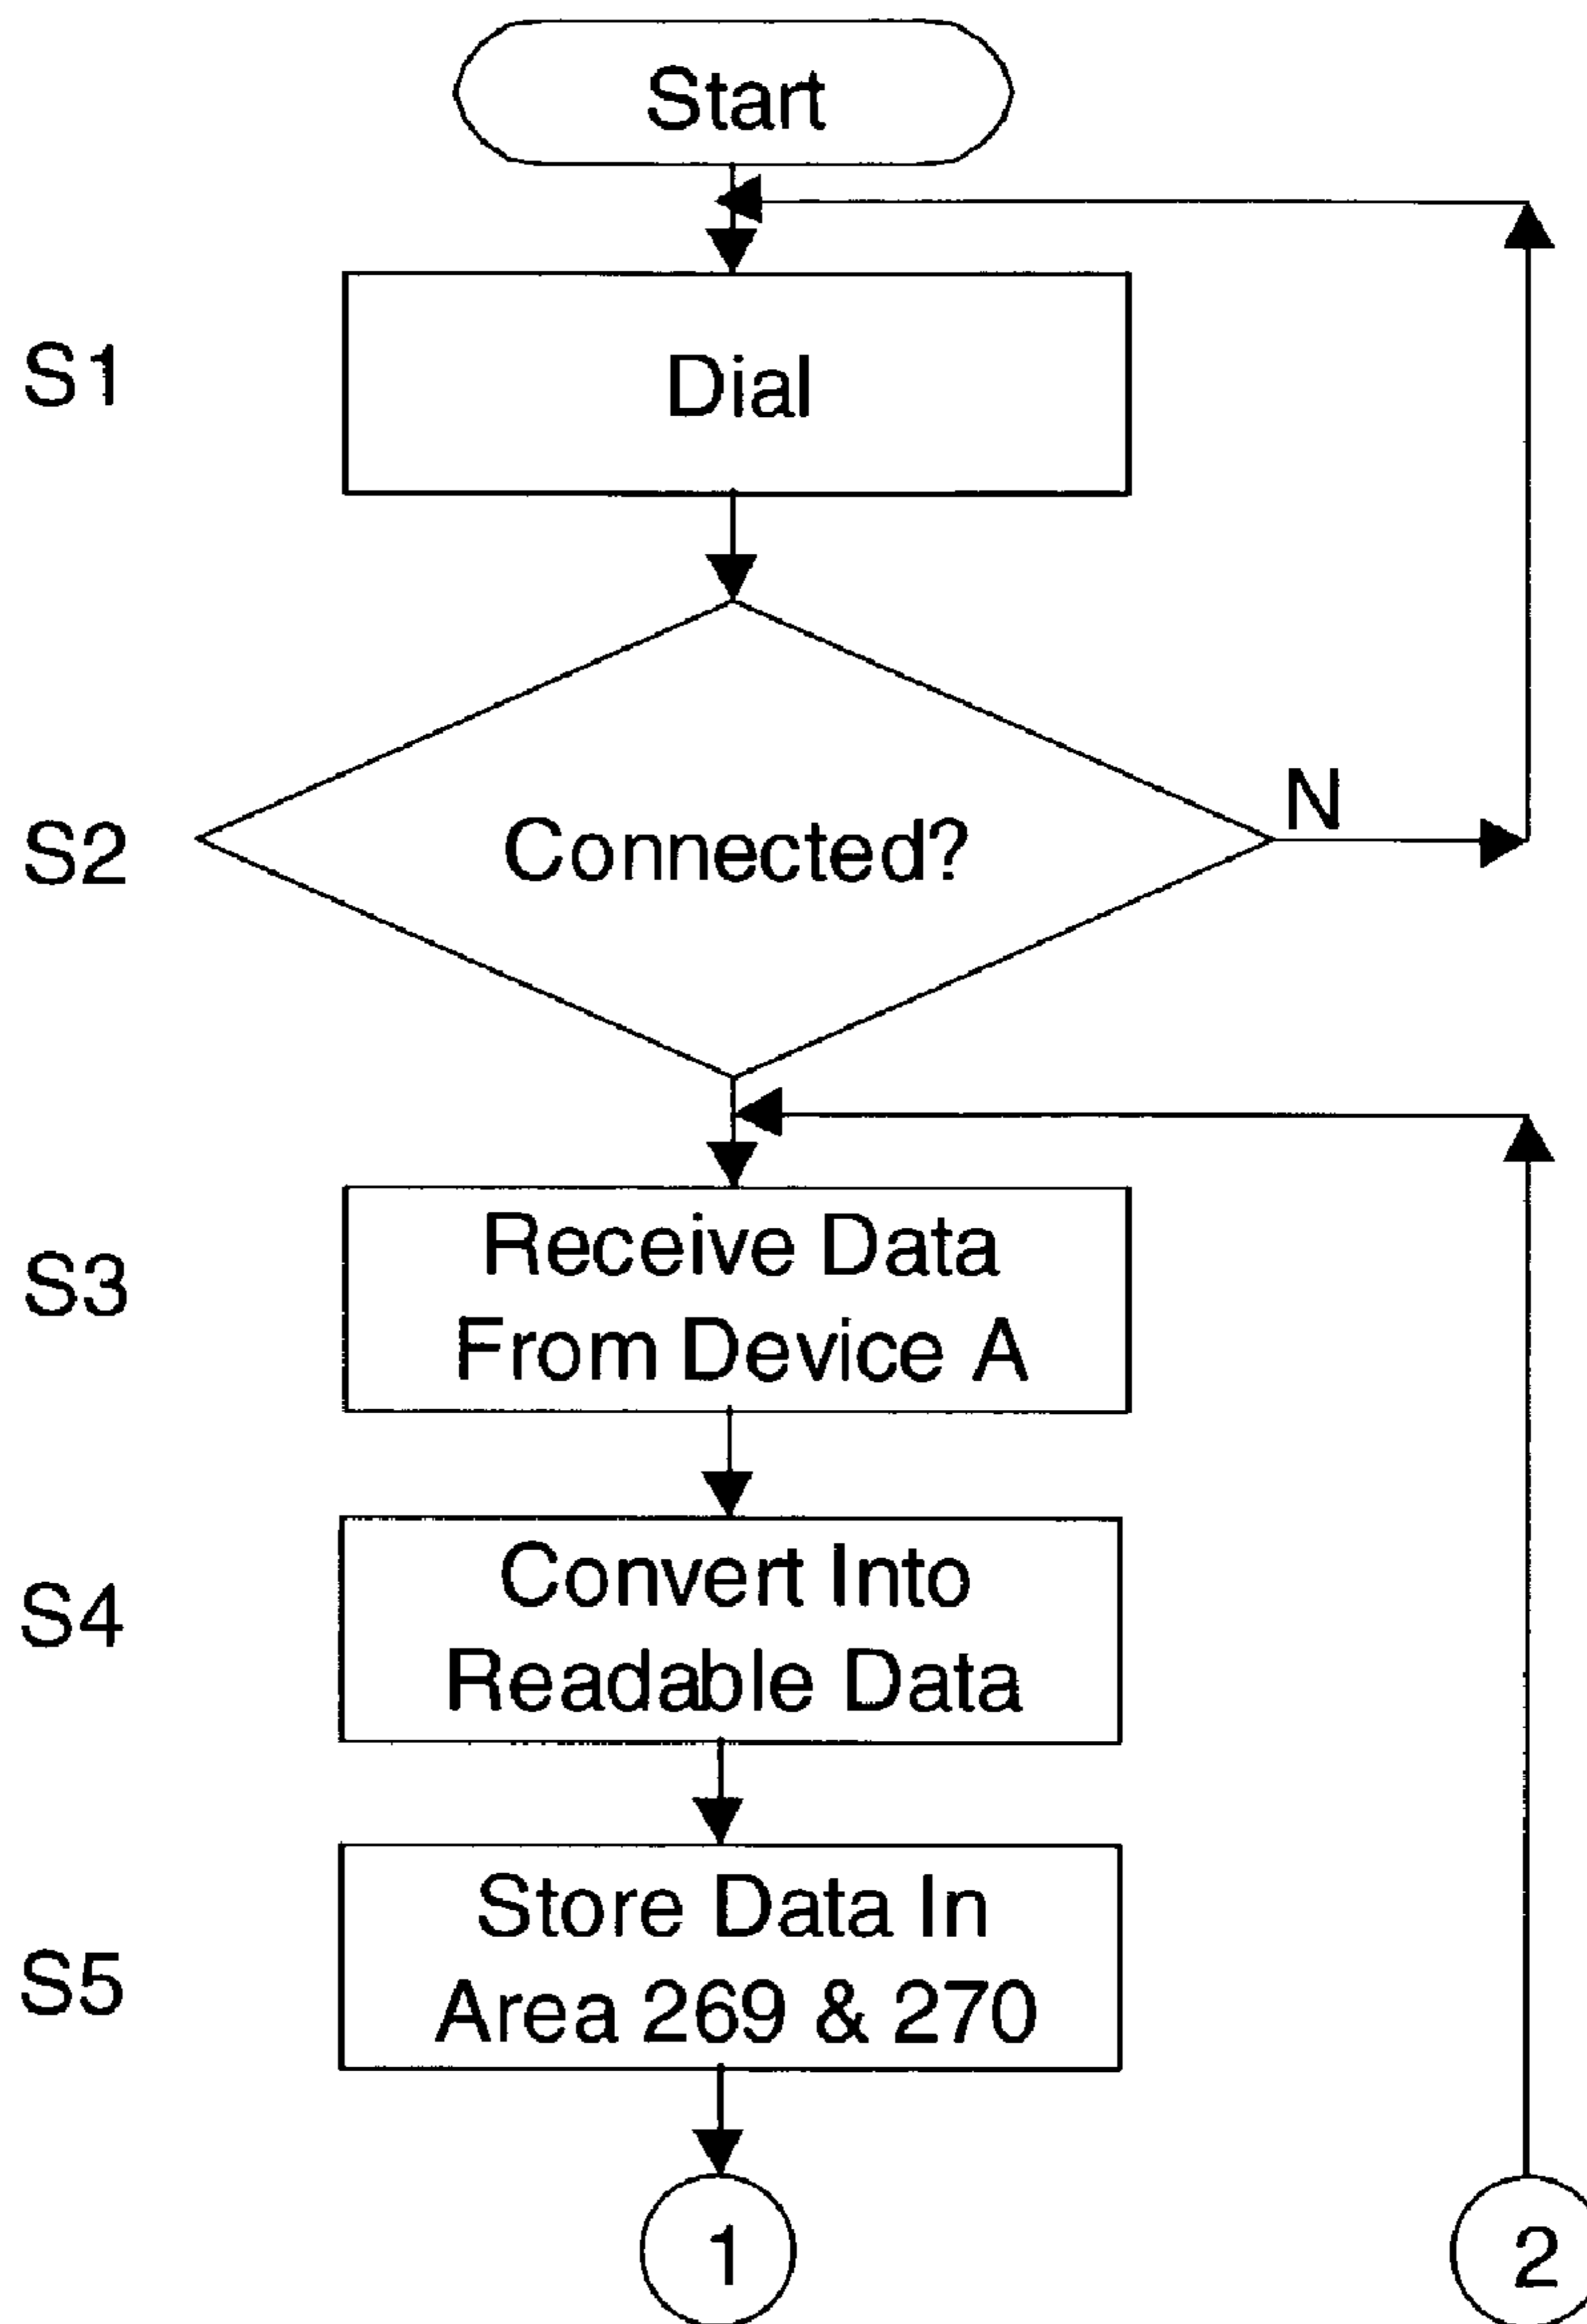 Start
S1
Dial
S2
Connected?
N
S3
Receive Data
From Device A
S4
Convert Into
Readable Data
S5
Store Data In
Area 269 & 270
1
2